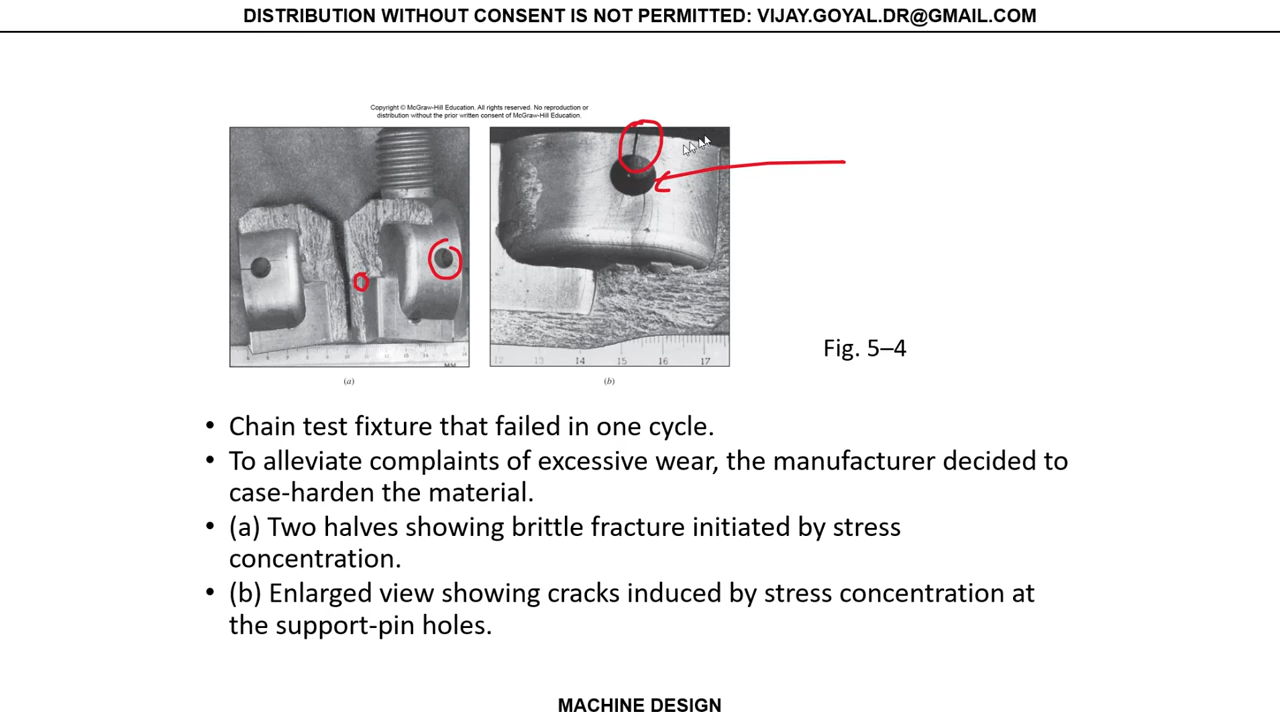 DISTRIBUTION WITHOUT CONSENT IS NOT PERMITTED: VIJAY.GOYAL.DR@GMAIL.COM
Copyright © McGraw-Hill Education. All rights reserved. No reproduction or
distribution without the prior written consent of McGraw-Hill Education.
12 13 14 15 16 17
(a)
(b)
Fig. 5–4
• Chain test fixture that failed in one cycle.
• To alleviate complaints of excessive wear, the manufacturer decided to
case-harden the material.
• (a) Two halves showing brittle fracture initiated by stress
concentration.
• (b) Enlarged view showing cracks induced by stress concentration at
the support-pin holes.
MACHINE DESIGN